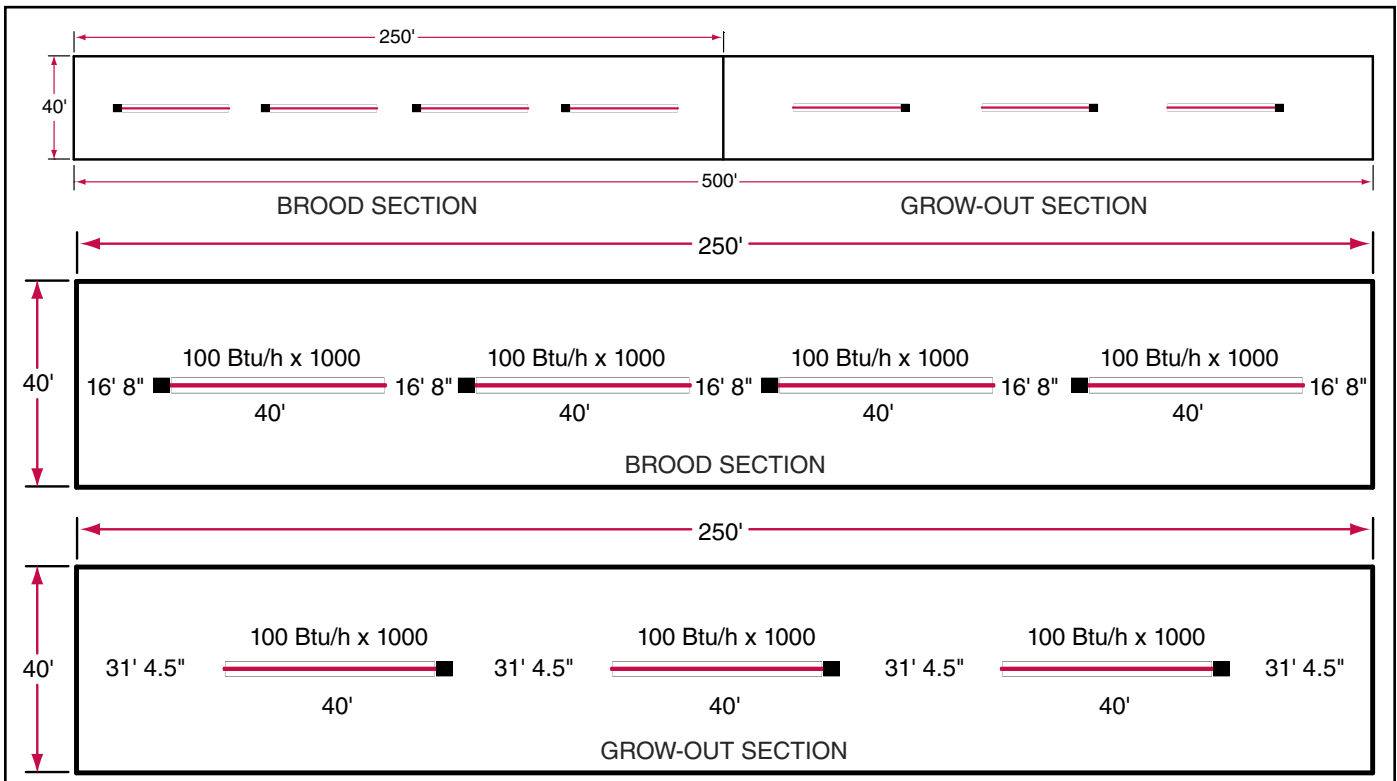 250'
40'
500'
BROOD SECTION GROW-OUT SECTION
250'
100 Btu/h x 1000 100 Btu/h x 1000 100 Btu/h x 1000 100 Btu/h x 1000
40' 16' 8" 16' 8" 16' 8" 16' 8" 16' 8"
40' 40' 40' 40'
BROOD SECTION
250'
100 Btu/h x 1000 100 Btu/h x 1000 100 Btu/h x 1000
40' 31' 4.5" 31' 4.5" 31' 4.5" 31' 4.5"
40' 40' 40'
GROW-OUT SECTION